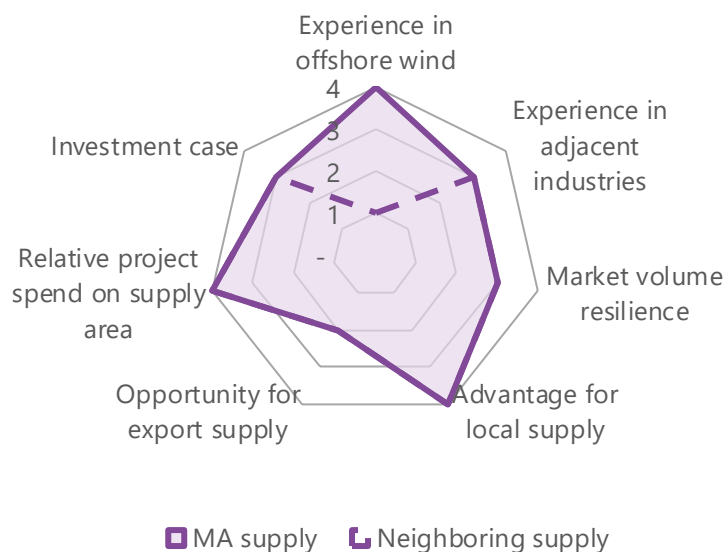 Experience in
offshore wind
4
3
2
1
-
Experience in
adjacent
industries
Investment case
Market volume
resilience
Relative project
spend on supply
area
Advantage for
local supply
Opportunity for
export supply
MA supply
Neighboring supply